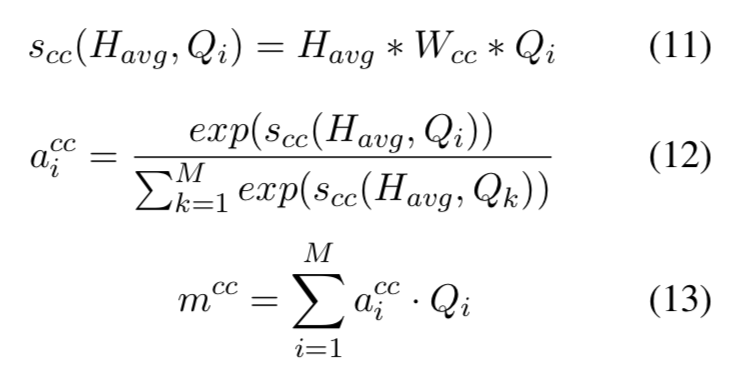 s_{cc}(H_{avg}, Q_i) = H_{avg} * W_{cc} * Q_i (11)
a_i^{cc} = \frac{exp(s_{cc}(H_{avg}, Q_i))}{\sum_{k=1}^{M} exp(s_{cc}(H_{avg}, Q_k))} (12)
m^{cc} = \sum_{i=1}^{M} a_i^{cc} \cdot Q_i (13)